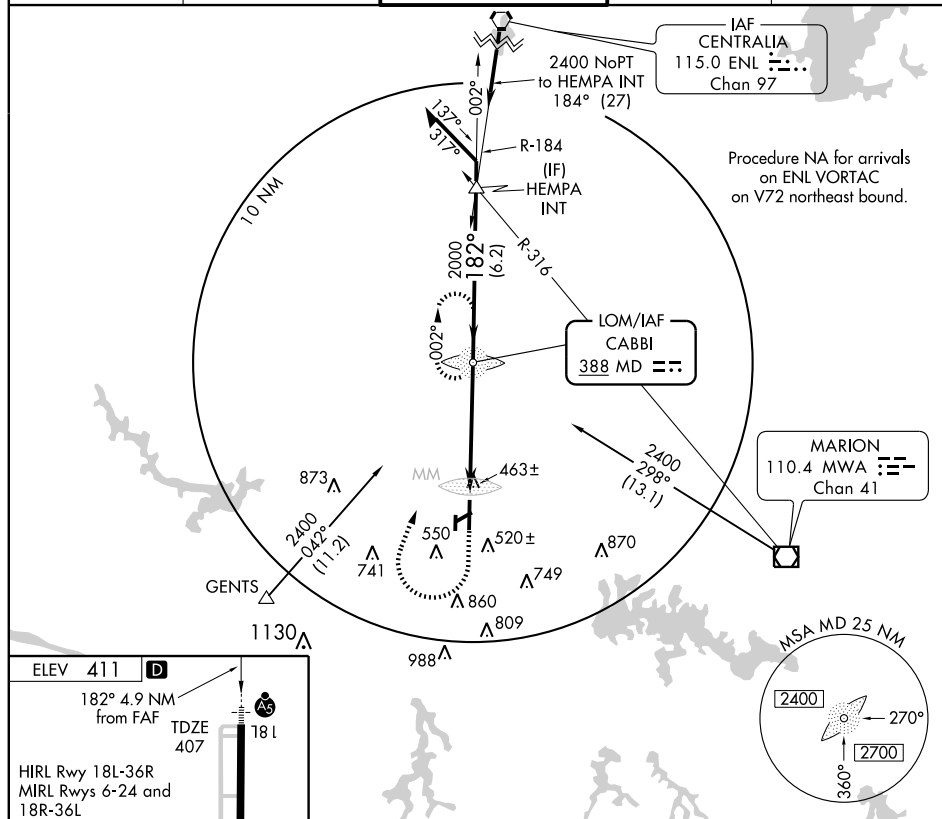 IAF
CENTRALIA
115.0 ENL
Chan 97
2400 NoPT
to HEMPA INT
184° (27)
002°
137°
317°
R-184
(IF)
HEMPA
INT
Procedure NA for arrivals
on ENL VORTAC
on V72 northeast bound.
10 NM
2000
182°
(6.2)
R-316
002°
LOM/IAF
CABBI
388 MD
MARION
110.4 MWA
Chan 41
2400
298°
(13.1)
873
MM
463±
2400
042°
(11.2)
550
520±
870
741
749
GENTS
860
809
1130
988
MSA MD 25 NM
2400
270°
2700
360°
ELEV 411 D
182° 4.9 NM
from FAF
A5
TDZE
407
18L
HIRL Rwy 18L-36R
MIRL Rwys 6-24 and
18R-36L